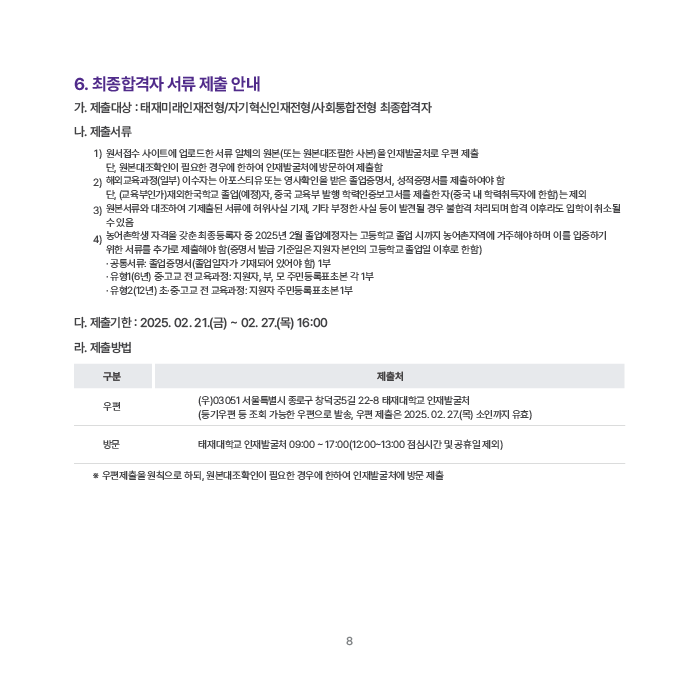 6. 최종합격자 서류 제출 안내
가. 제출대상 : 태재미래인재전형/자기혁신인재전형/사회통합전형 최종합격자
나. 제출서류
1) 원서접수 사이트에 업로드한 서류 일체의 원본(또는 원본대조필한 사본)을 인재발굴처로 우편 제출
단, 원본대조확인이 필요한 경우에 한하여 인재발굴처에 방문하여 제출함
2) 해외교육과정(일부) 이수자는 아포스티유 또는 영사확인을 받은 졸업증명서, 성적증명서를 제출하여야 함
단, (교육부인가)재외한국학교 졸업(예정)자, 중국 교육부 발행 학력인증보고서를 제출한 자(중국 내 학력취득자에 한함)는 제외
3) 원본서류와 대조하여 기제출된 서류에 허위사실 기재, 기타 부정한 사실 등이 발견될 경우 불합격 처리되며 합격 이후라도 입학이 취소될
수 있음
4) 농어촌학생 자격을 갖춘 최종등록자 중 2025년 2월 졸업예정자는 고등학교 졸업 시까지 농어촌지역에 거주해야 하며 이를 입증하기
위한 서류를 추가로 제출해야 함(증명서 발급 기준일은 지원자 본인의 고등학교 졸업일 이후로 한함)
· 공통서류: 졸업증명서(졸업일자가 기재되어 있어야 함) 1부
· 유형1(6년) 중·고교 전 교육과정: 지원자, 부, 모 주민등록표초본 각 1부
· 유형2(12년) 초·중·고교 전 교육과정: 지원자 주민등록표초본 1부
다. 제출기한 : 2025. 02. 21.(금) ~ 02. 27.(목) 16:00
라. 제출방법
구분 제출처
우편 (우)03051 서울특별시 종로구 창덕궁5길 22-8 태재대학교 인재발굴처
(등기우편 등 조회 가능한 우편으로 발송, 우편 제출은 2025. 02. 27.(목) 소인까지 유효)
방문 태재대학교 인재발굴처 09:00 ~ 17:00(12:00~13:00 점심시간 및 공휴일 제외)
※ 우편제출을 원칙으로 하되, 원본대조확인이 필요한 경우에 한하여 인재발굴처에 방문 제출
8